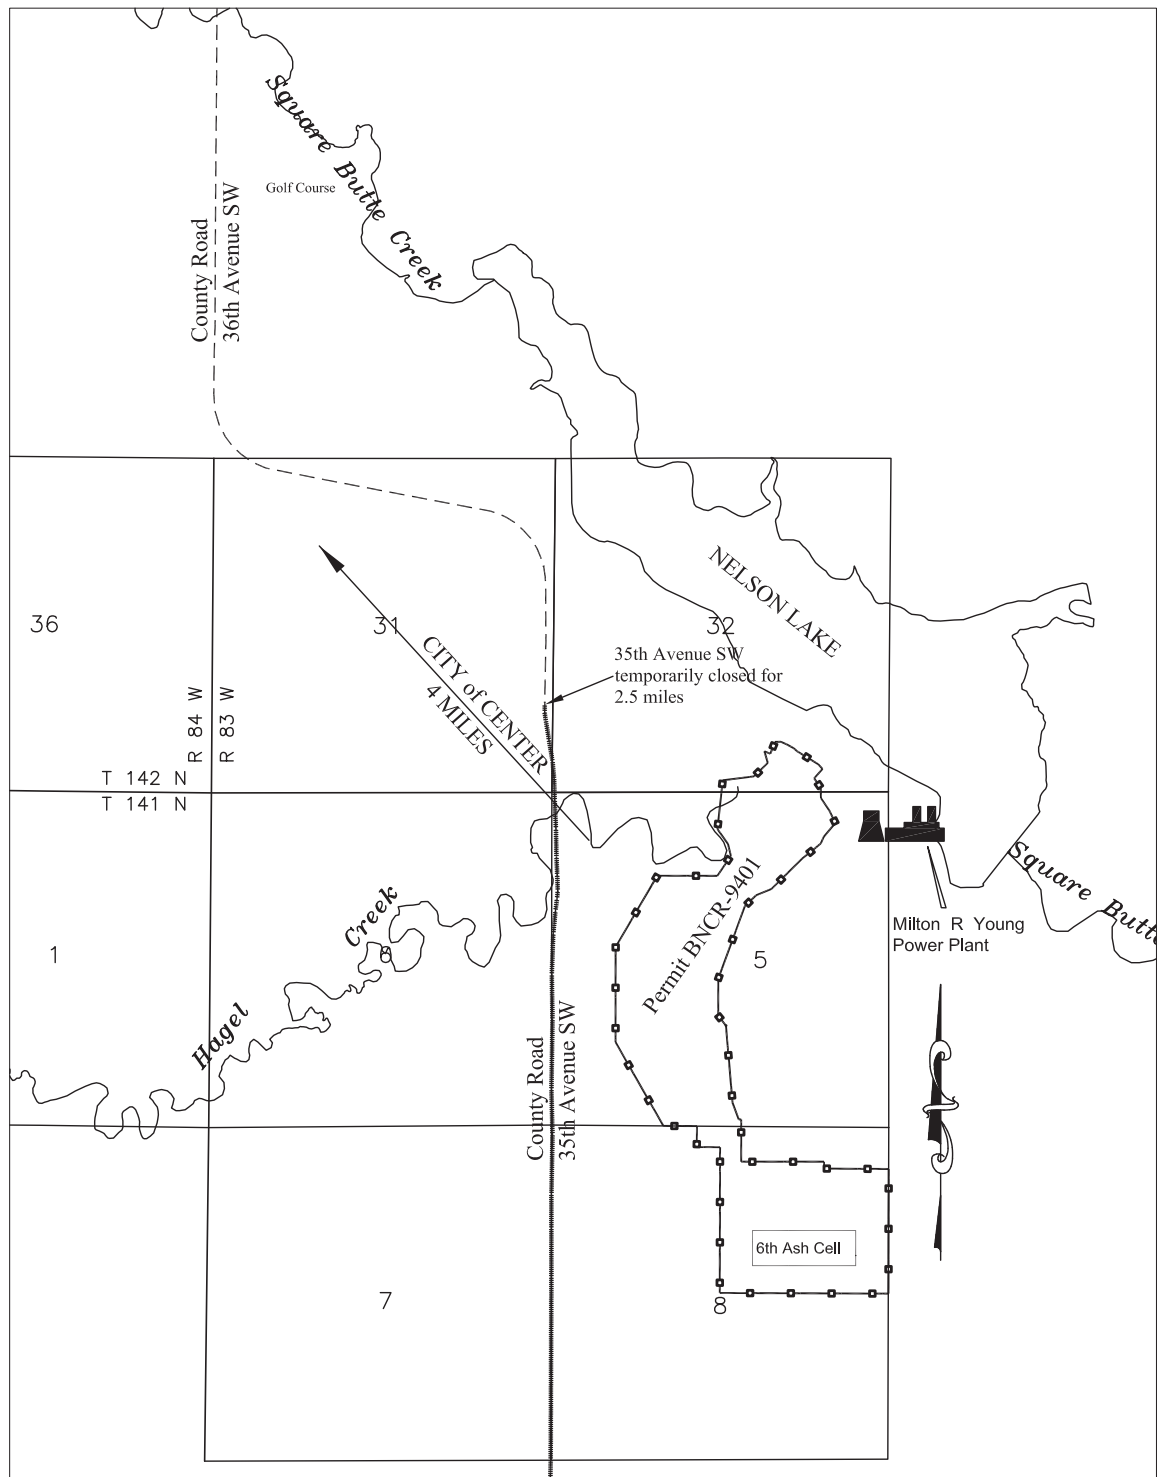 Square Butte Creek
Golf Course
County Road
36th Avenue SW
NELSON LAKE
36
31
32
35th Avenue SW
temporarily closed for
2.5 miles
CITY of CENTER
4 MILES
R 84 W
R 83 W
T 142 N
T 141 N
Square Butte
Milton R Young
Power Plant
Permit BNCR-9401
Hagel Creek
1
6
5
County Road
35th Avenue SW
6th Ash Cell
7
8